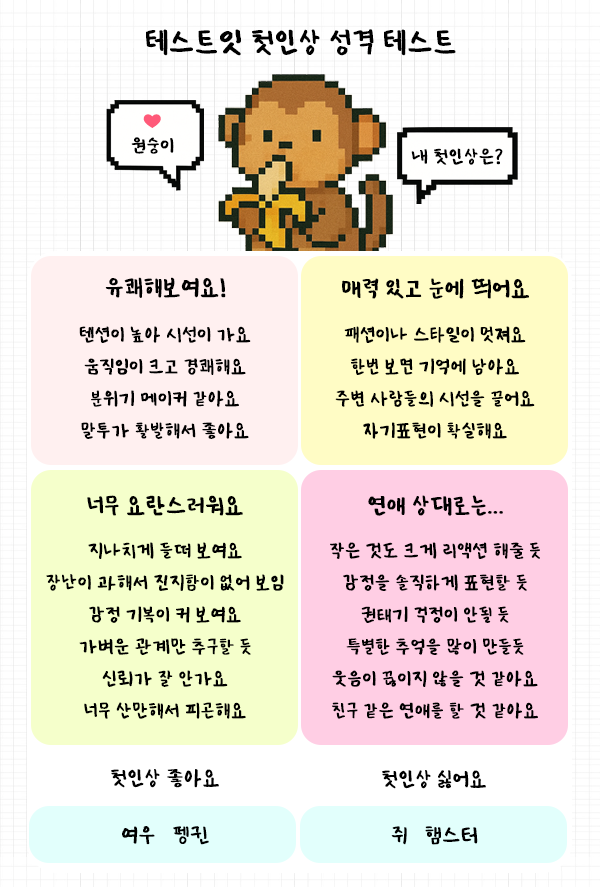 테스트잇 첫인상 성격 테스트
원숭이
내 첫인상은?
유쾌해보여요!
텐션이 높아 시선이 가요
움직임이 크고 경쾌해요
분위기 메이커 같아요
말투가 활발해서 좋아요
매력 있고 눈에 띄어요
패션이나 스타일이 멋져요
한번 보면 기억에 남아요
주변 사람들의 시선을 끌어요
자기표현이 확실해요
너무 요란스러워요
지나치게 들떠 보여요
장난이 과해서 진지함이 없어 보임
감정 기복이 커 보여요
가벼운 관계만 추구할 듯
신뢰가 잘 안가요
너무 산만해서 피곤해요
연애 상대로는...
작은 것도 크게 리액션 해줄 듯
감정을 솔직하게 표현할 듯
권태기 걱정이 안될 듯
특별한 추억을 많이 만들듯
웃음이 끊이지 않을 것 같아요
친구 같은 연애를 할 것 같아요
첫인상 좋아요
여우 펭귄
첫인상 싫어요
쥐 햄스터